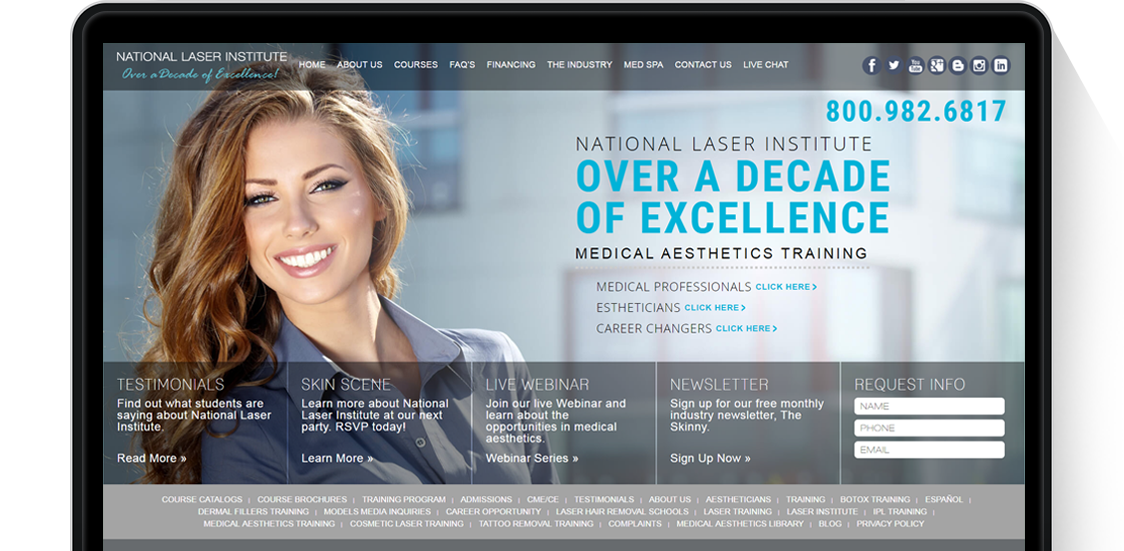 NATIONAL LASER INSTITUTE
Over a Decade of Excellence!
HOME ABOUT US COURSES FAQ'S FINANCING THE INDUSTRY MED SPA CONTACT US LIVE CHAT
You Tube
800.982.6817
NATIONAL LASER INSTITUTE
OVER A DECADE
OF EXCELLENCE
MEDICAL AESTHETICS TRAINING
MEDICAL PROFESSIONALS CLICK HERE >
ESTHETICIANS CLICK HERE >
CAREER CHANGERS CLICK HERE >
TESTIMONIALS
Find out what students are
saying about National Laser
Institute.
Read More »
SKIN SCENE
Learn more about National
Laser Institute at our next
party. RSVP today!
Learn More »
LIVE WEBINAR
Join our live Webinar and
learn about the
opportunities in medical
aesthetics.
Webinar Series »
NEWSLETTER
Sign up for our free monthly
industry newsletter, The
Skinny.
Sign Up Now »
REQUEST INFO
NAME
PHONE
EMAIL
COURSE CATALOGS | COURSE BROCHURES | TRAINING PROGRAM | ADMISSIONS | CME/CE | TESTIMONIALS | ABOUT US | AESTHETICIANS | TRAINING | BOTOX TRAINING | ESPAÑOL |
DERMAL FILLERS TRAINING | MODELS MEDIA INQUIRIES | CAREER OPPORTUNITY | LASER HAIR REMOVAL SCHOOLS | LASER TRAINING | LASER INSTITUTE | IPL TRAINING |
MEDICAL AESTHETICS TRAINING | COSMETIC LASER TRAINING | TATTOO REMOVAL TRAINING | COMPLAINTS | MEDICAL AESTHETICS LIBRARY | BLOG | PRIVACY POLICY